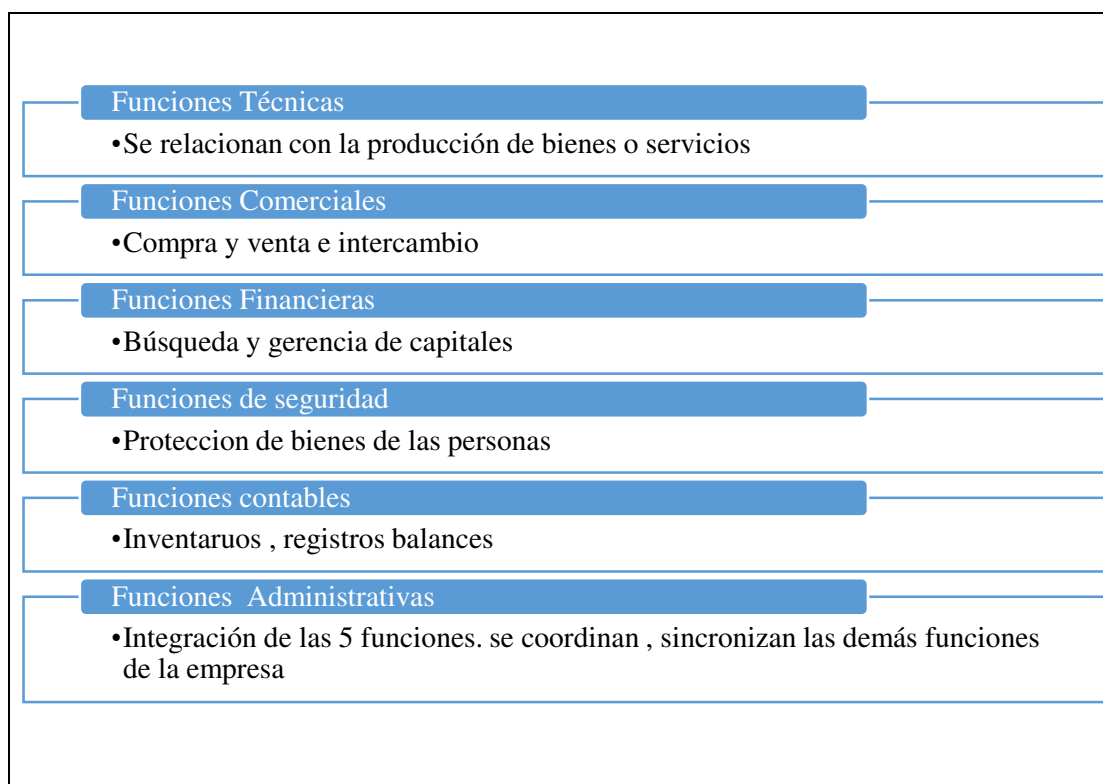 Funciones Técnicas
•Se relacionan con la producción de bienes o servicios
Funciones Comerciales
•Compra y venta e intercambio
Funciones Financieras
•Búsqueda y gerencia de capitales
Funciones de seguridad
•Proteccion de bienes de las personas
Funciones contables
•Inventaruos , registros balances
Funciones  Administrativas
•Integración de las 5 funciones. se coordinan , sincronizan las demás funciones
de la empresa